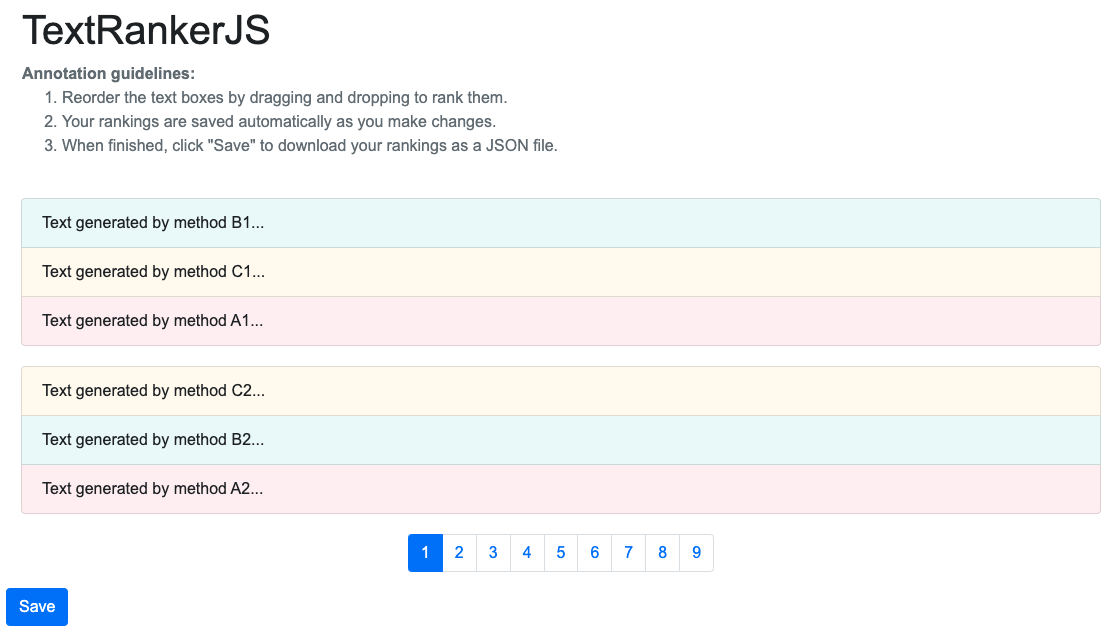 TextRankerJS
Annotation guidelines:
1. Reorder the text boxes by dragging and dropping to rank them.
2. Your rankings are saved automatically as you make changes.
3. When finished, click "Save" to download your rankings as a JSON file.
Text generated by method B1...
Text generated by method C1...
Text generated by method A1...
Text generated by method C2...
Text generated by method B2...
Text generated by method A2...
1 2 3 4 5 6 7 8 9
Save